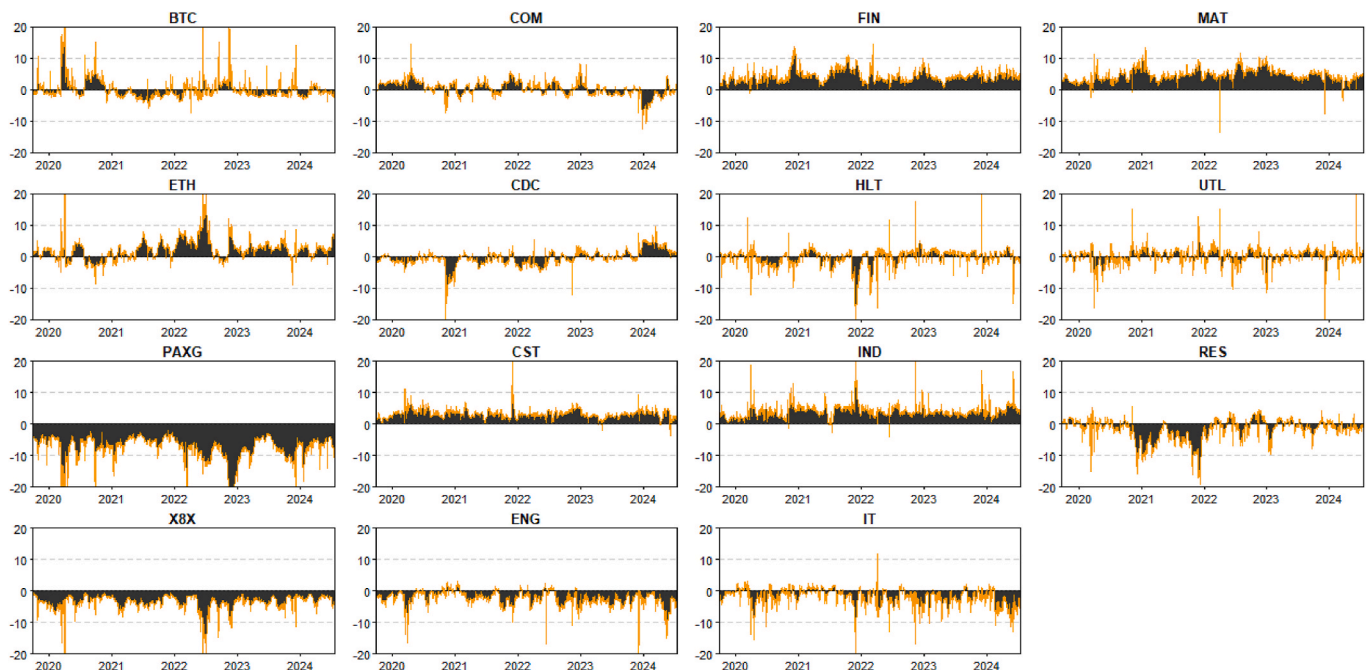 BTC COM FIN MAT
20 20 20 20
10 10 10 10
0 0 0 0
-10 -10 -10 -10
-20 -20 -20 -20
2020 2021 2022 2023 2024 2020 2021 2022 2023 2024 2020 2021 2022 2023 2024 2020 2021 2022 2023 2024
ETH CDC HLT UTL
20 20 20 20
10 10 10 10
0 0 0 0
-10 -10 -10 -10
-20 -20 -20 -20
2020 2021 2022 2023 2024 2020 2021 2022 2023 2024 2020 2021 2022 2023 2024 2020 2021 2022 2023 2024
PAXG CST IND RES
20 20 20 20
10 10 10 10
0 0 0 0
-10 -10 -10 -10
-20 -20 -20 -20
2020 2021 2022 2023 2024 2020 2021 2022 2023 2024 2020 2021 2022 2023 2024 2020 2021 2022 2023 2024
X8X ENG IT
20 20 20
10 10 10
0 0 0
-10 -10 -10
-20 -20 -20
2020 2021 2022 2023 2024 2020 2021 2022 2023 2024 2020 2021 2022 2023 2024